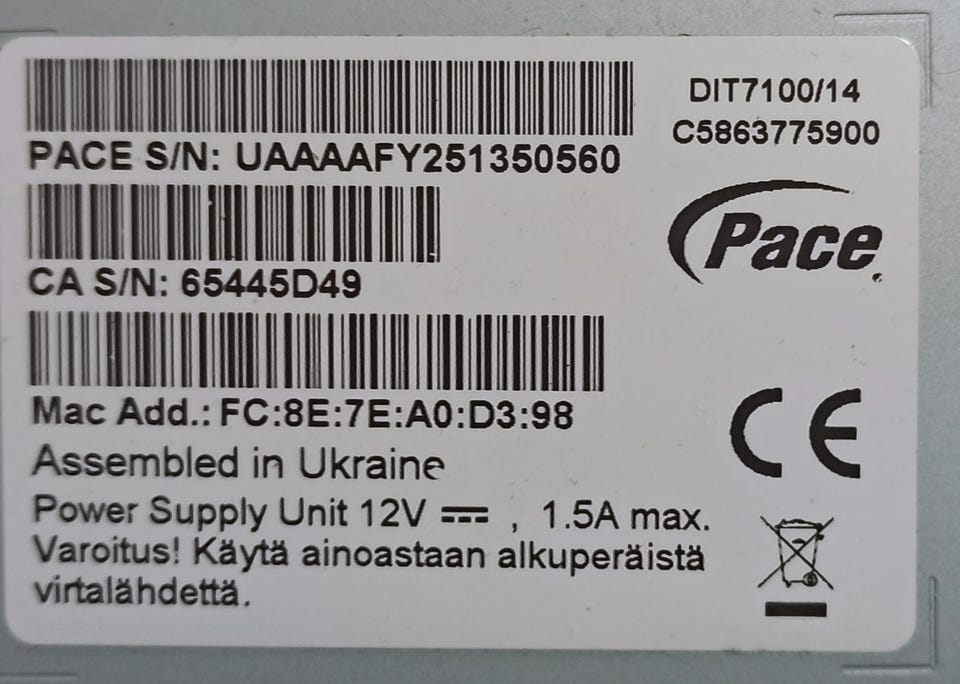 DIT7100/14
C5863775900
PACE S/N: UAAAAFY251350560
Pace
CA S/N: 65445D49
Mac Add.: FC:8E:7E:A0:D3:98
CE
Assembled in Ukraine
Power Supply Unit 12V ⎓ , 1.5A max.
Varoitus! Käytä ainoastaan alkuperäistä
virtalähdettä.